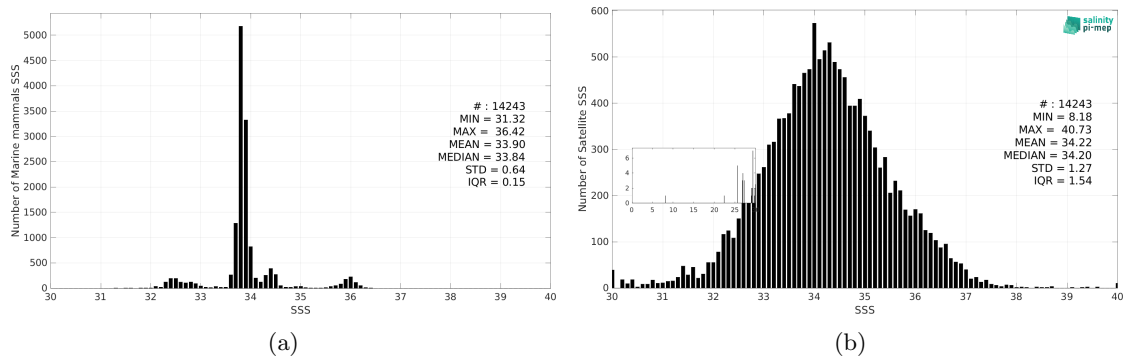 5000
4500
4000
3500
3000
2500
2000
1500
1000
500
0
Number of Marine mammals SSS
30 31 32 33 34 35 36 37 38 39 40
SSS
# : 14243
MIN = 31.32
MAX = 36.42
MEAN = 33.90
MEDIAN = 33.84
STD = 0.64
IQR = 0.15
(a)
600
500
400
300
200
100
0
Number of Satellite SSS
30 31 32 33 34 35 36 37 38 39 40
SSS
6
4
2
0
0 5 10 15 20 25 30
salinity
pi-mep
# : 14243
MIN = 8.18
MAX = 40.73
MEAN = 34.22
MEDIAN = 34.20
STD = 1.27
IQR = 1.54
(b)